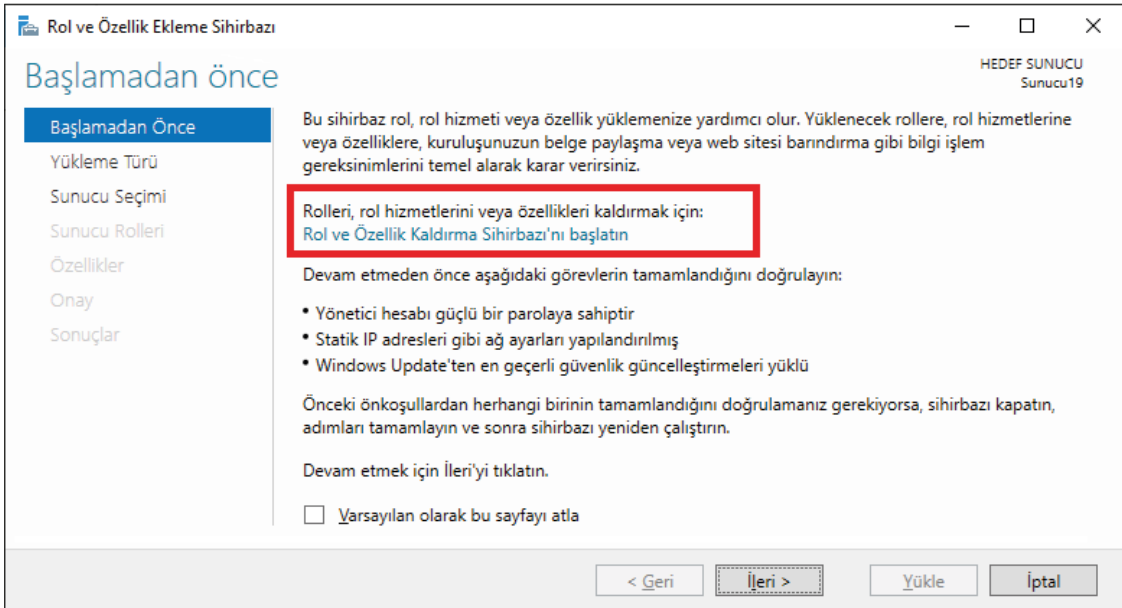 Rol ve Özellik Ekleme Sihirbazı
Başlamadan önce
HEDEF SUNUCU
Sunucu19
Başlamadan Önce
Yükleme Türü
Sunucu Seçimi
Sunucu Rolleri
Özellikler
Onay
Sonuçlar
Bu sihirbaz rol, rol hizmeti veya özellik yüklemenize yardımcı olur. Yüklenecek rollere, rol hizmetlerine
veya özelliklere, kuruluşunuzun belge paylaşma veya web sitesi barındırma gibi bilgi işlem
gereksinimlerini temel alarak karar verirsiniz.
Rolleri, rol hizmetlerini veya özellikleri kaldırmak için:
Rol ve Özellik Kaldırma Sihirbazı'nı başlatın
Devam etmeden önce aşağıdaki görevlerin tamamlandığını doğrulayın:
• Yönetici hesabı güçlü bir parolaya sahiptir
• Statik IP adresleri gibi ağ ayarları yapılandırılmış
• Windows Update'ten en geçerli güvenlik güncelleştirmeleri yüklü
Önceki önkoşullardan herhangi birinin tamamlandığını doğrulamanız gerekiyorsa, sihirbazı kapatın,
adımları tamamlayın ve sonra sihirbazı yeniden çalıştırın.
Devam etmek için İleri'yi tıklatın.
Varsayılan olarak bu sayfayı atla
< Geri
İleri >
Yükle
İptal